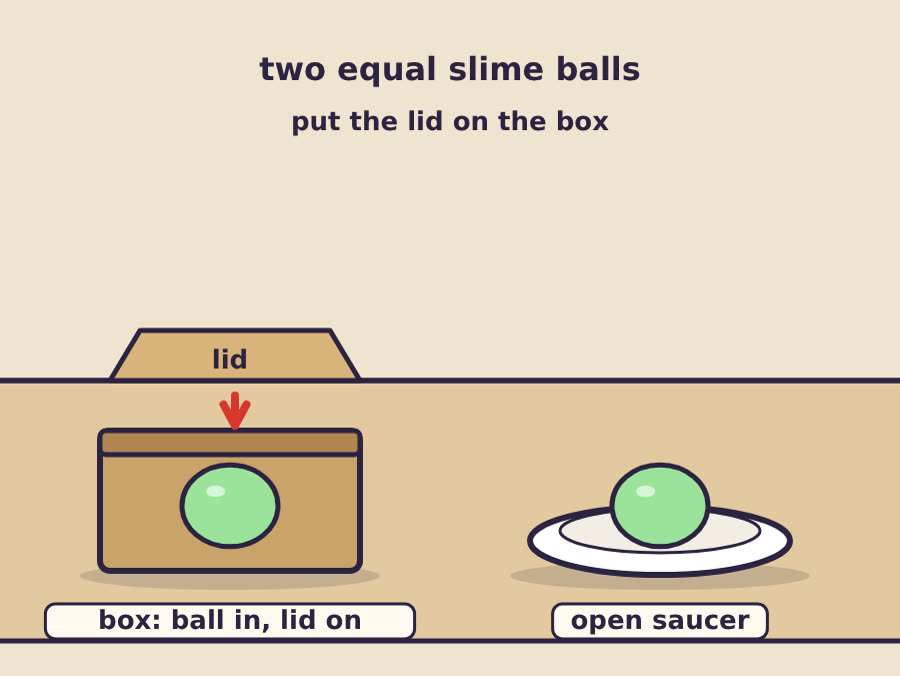 two equal slime balls
put the lid on the box
lid
box: ball in, lid on
open saucer